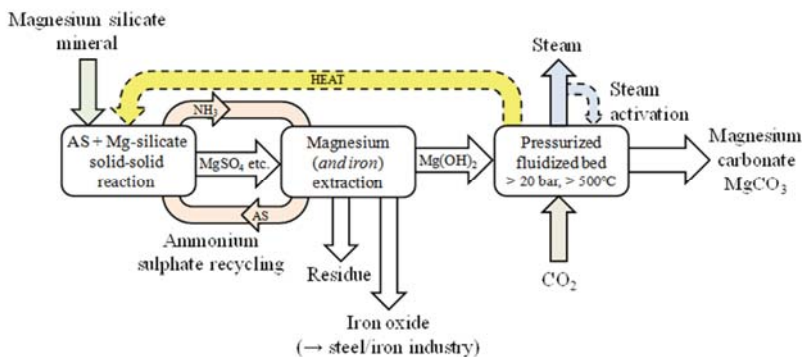 Magnesium silicate
mineral
Steam
HEAT
Steam
activation
NH₃
AS + Mg-silicate
solid-solid
reaction
MgSO₄ etc.
Magnesium
(and iron)
extraction
Mg(OH)₂
Pressurized
fluidized bed
> 20 bar, > 500°C
Magnesium
carbonate
MgCO₃
AS
Ammonium
sulphate recycling
Residue
CO₂
Iron oxide
(→ steel/iron industry)